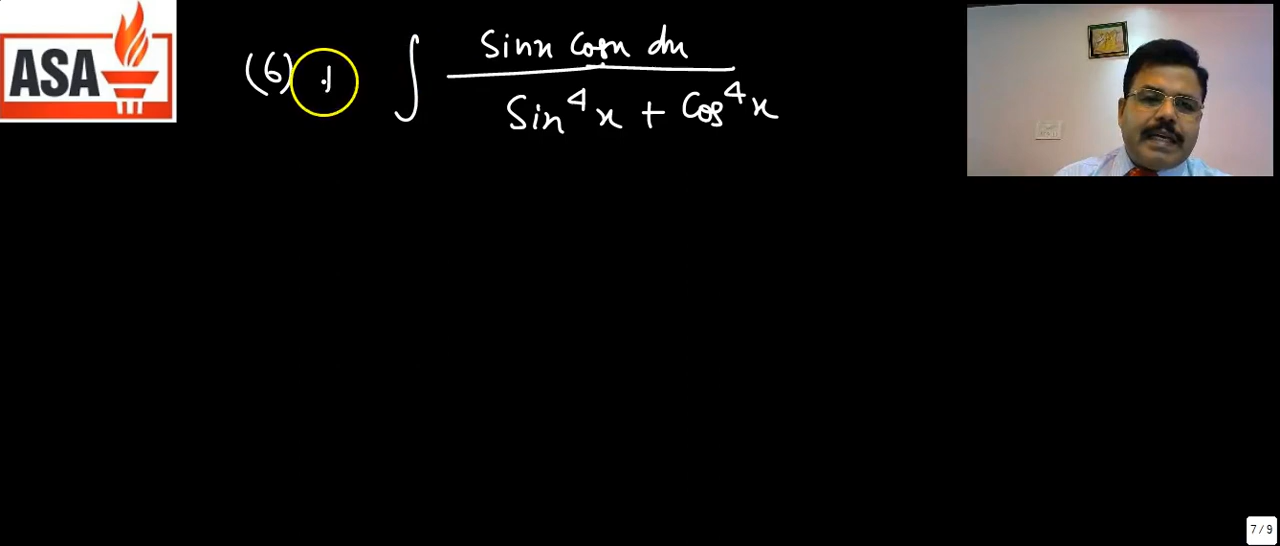 ASA
(6) ∫ Sinx Cosx dx / Sin⁴x + Cos⁴x
7/9